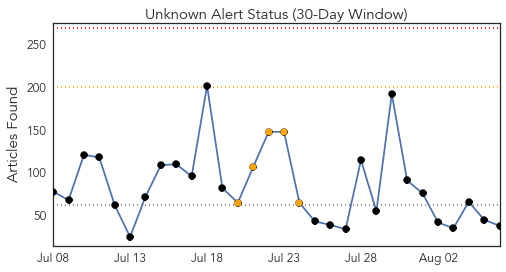 Unknown Alert Status (30-Day Window)
Articles Found
250
200
150
100
50
Jul 08 Jul 13 Jul 18 Jul 23 Jul 28 Aug 02